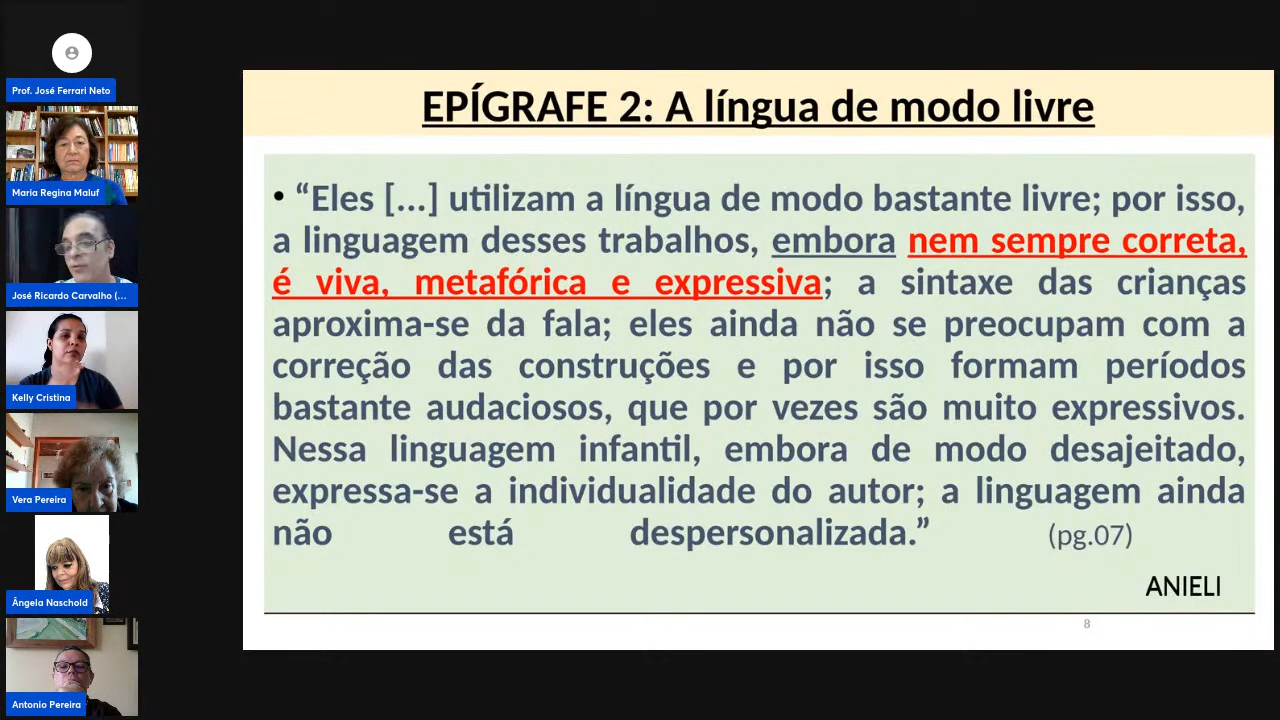 Prof. José Ferrari Neto
Maria Regina Maluf
José Ricardo Carvalho (...
Kelly Cristina
Vera Pereira
Ângela Naschold
Antonio Pereira
EPÍGRAFE 2: A língua de modo livre
• “Eles [...] utilizam a língua de modo bastante livre; por isso,
a linguagem desses trabalhos, embora nem sempre correta,
é viva, metafórica e expressiva; a sintaxe das crianças
aproxima-se da fala; eles ainda não se preocupam com a
correção das construções e por isso formam períodos
bastante audaciosos, que por vezes são muito expressivos.
Nessa linguagem infantil, embora de modo desajeitado,
expressa-se a individualidade do autor; a linguagem ainda
não está despersonalizada.” (pg.07)
ANIELI
8